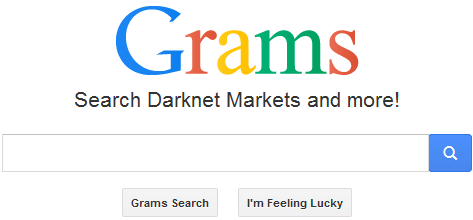 Grams
Search Darknet Markets and more!
Grams Search I'm Feeling Lucky